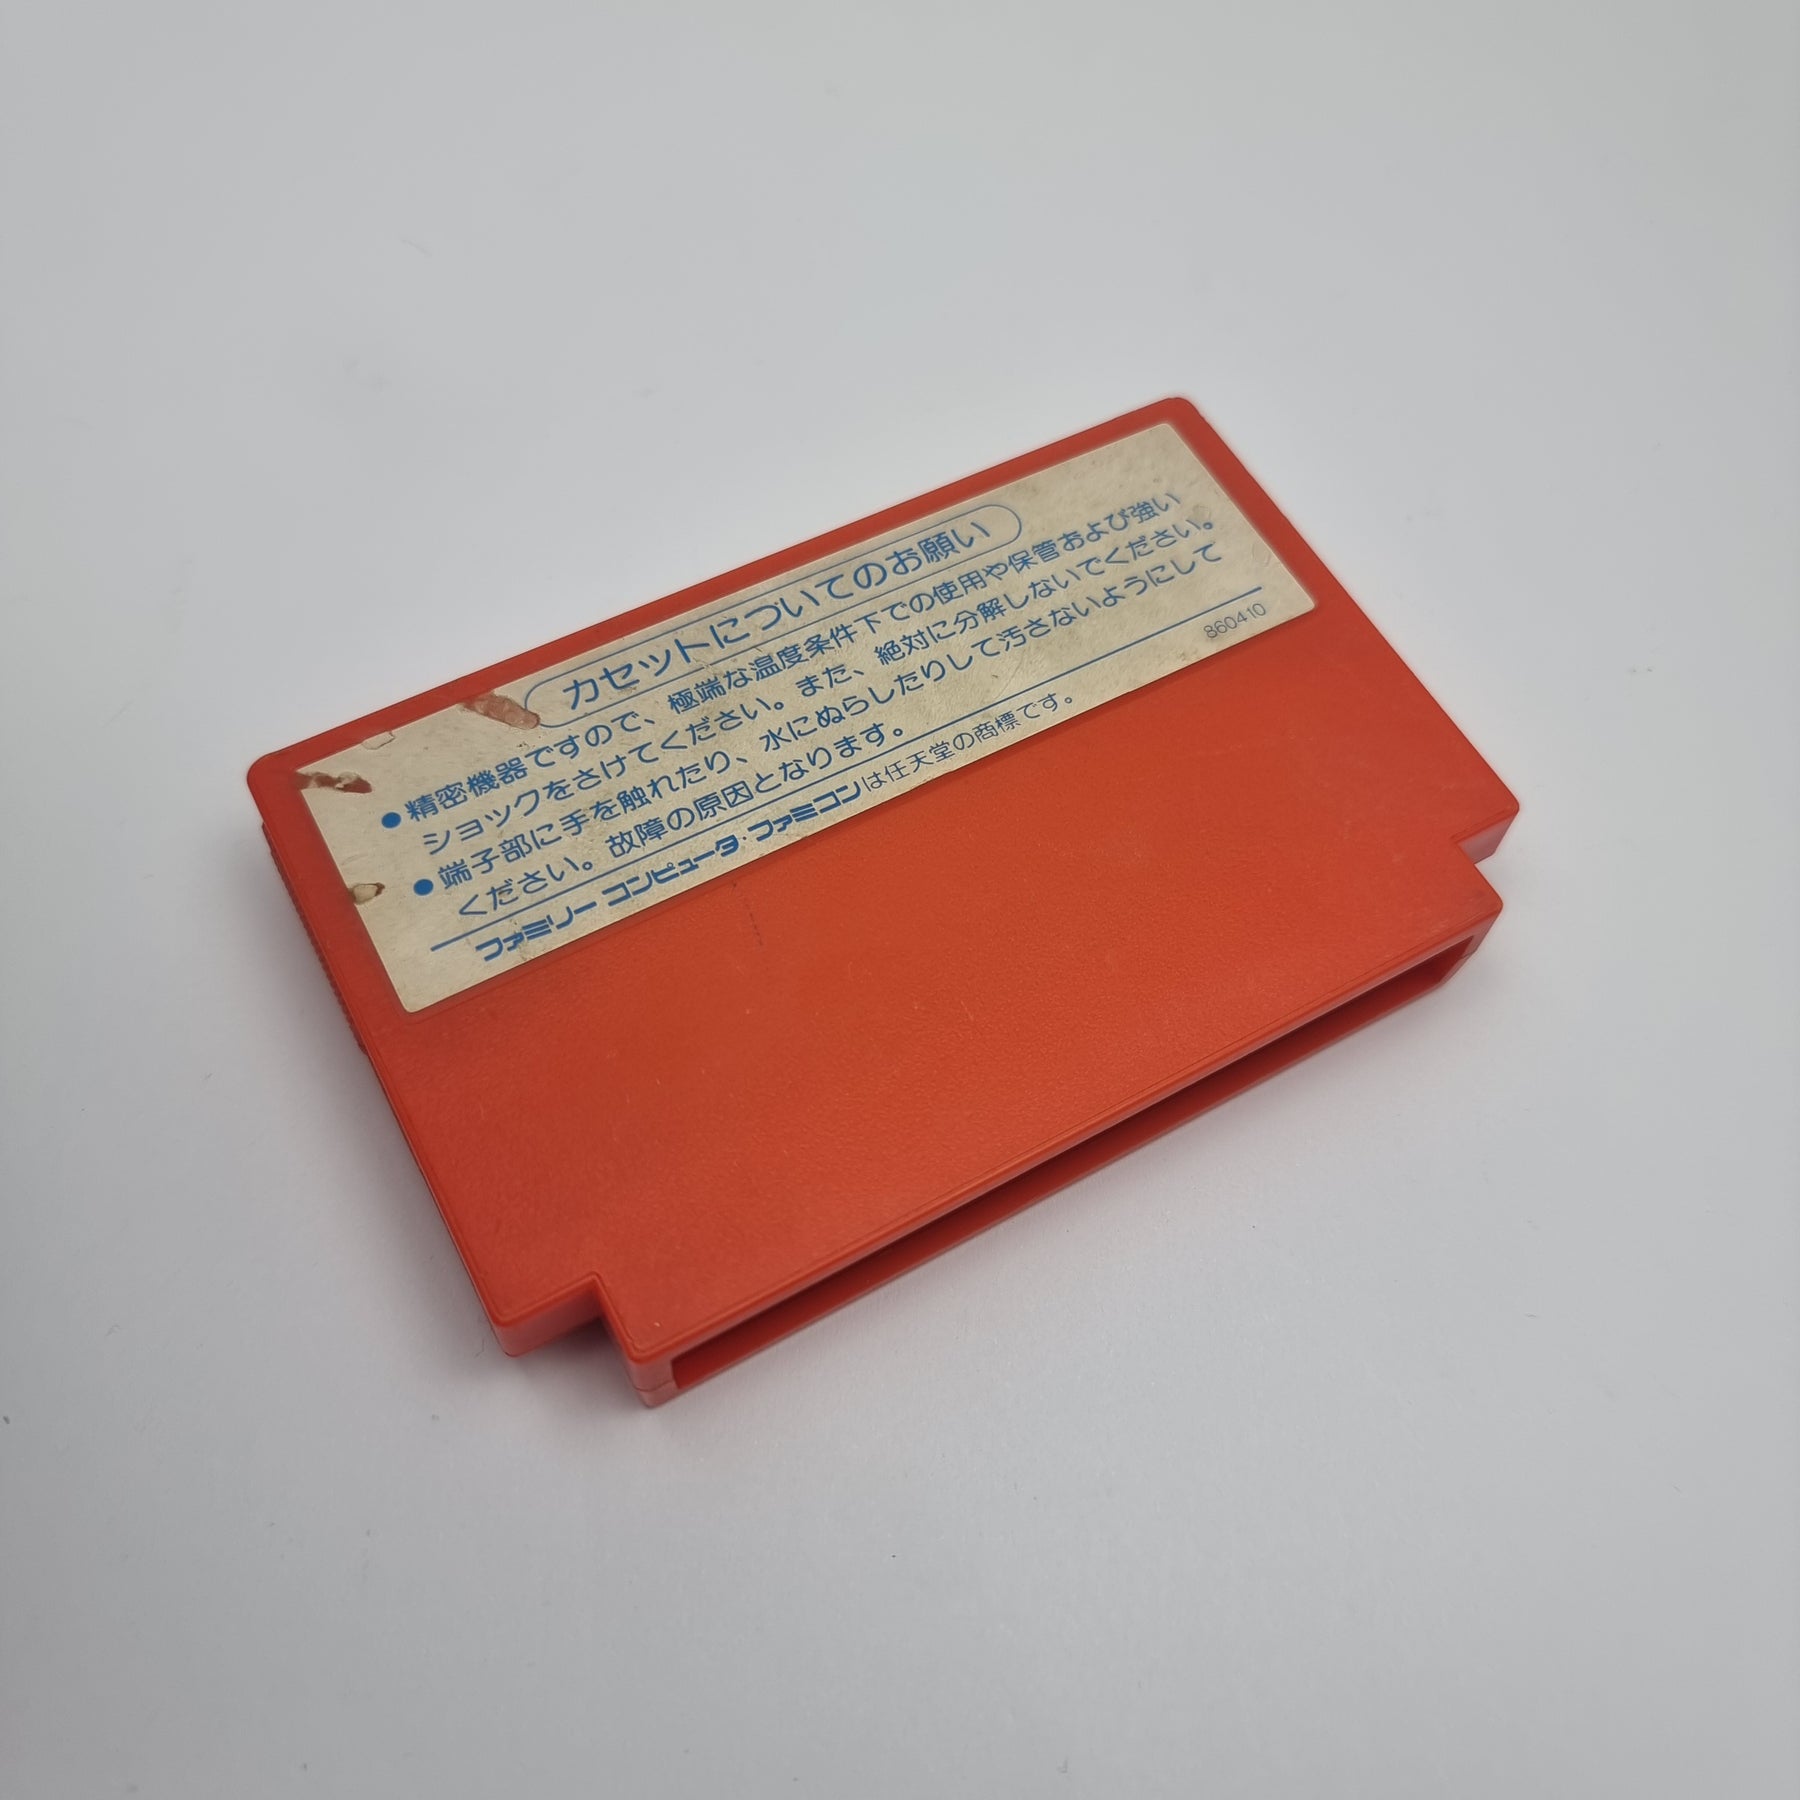 カセットについてのお願い
●精密機器ですので、極端な温度条件下での使用や保管および強い
ショックをさけてください。また、絶対に分解しないでください。
●端子部に手を触れたり、水にぬらしたりして汚さないようにして
ください。故障の原因となります。
860410
ファミリー コンピュータ・ファミコンは任天堂の商標です。